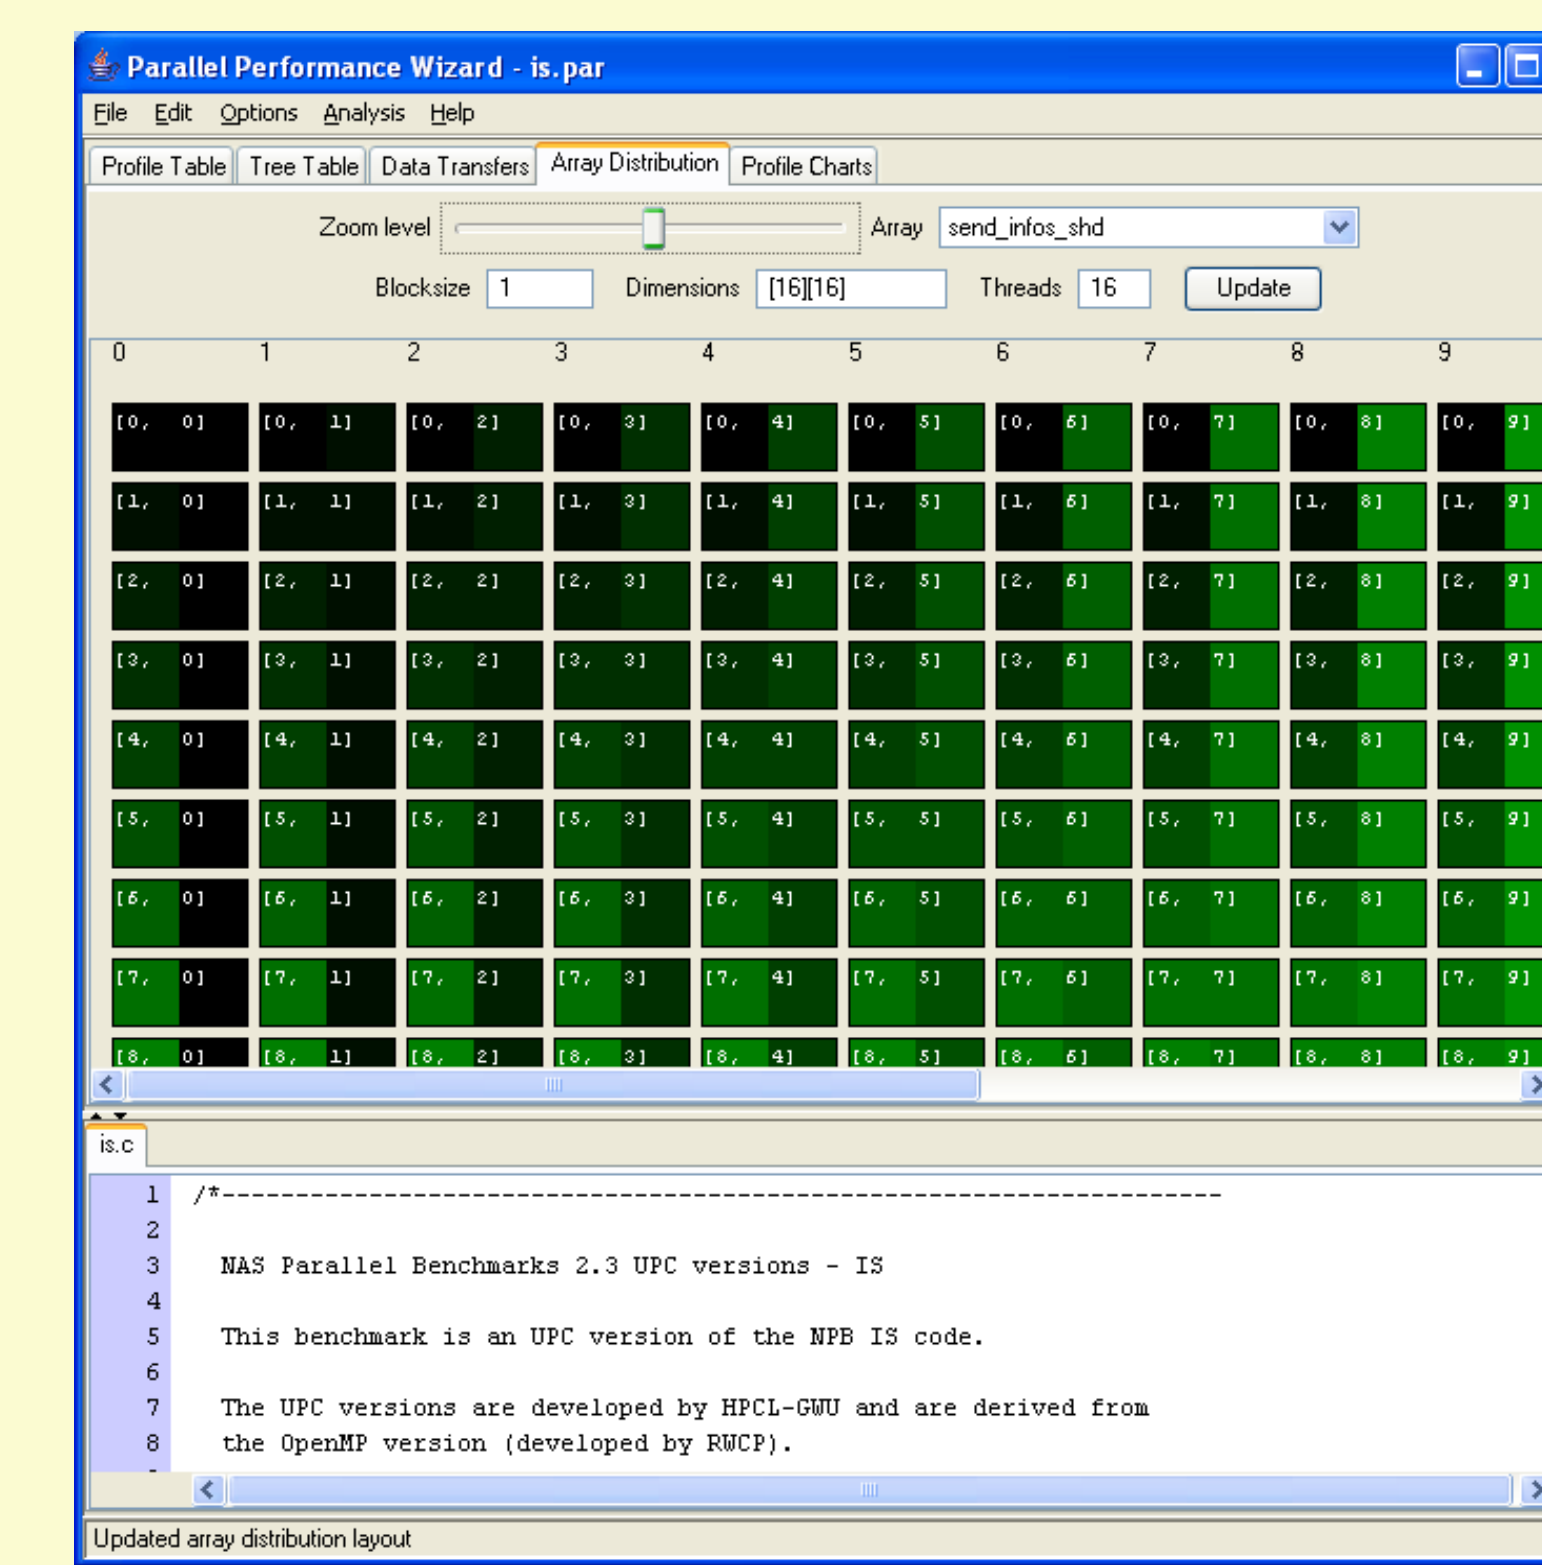 Parallel Performance Wizard - is.par
File Edit Options Analysis Help
Profile Table Tree Table Data Transfers Array Distribution Profile Charts
Zoom level Array send_infos_shd
Blocksize 1 Dimensions [16][16] Threads 16 Update
0 1 2 3 4 5 6 7 8 9
[0, 0] [0, 1] [0, 2] [0, 3] [0, 4] [0, 5] [0, 6] [0, 7] [0, 8] [0, 9]
[1, 0] [1, 1] [1, 2] [1, 3] [1, 4] [1, 5] [1, 6] [1, 7] [1, 8] [1, 9]
[2, 0] [2, 1] [2, 2] [2, 3] [2, 4] [2, 5] [2, 6] [2, 7] [2, 8] [2, 9]
[3, 0] [3, 1] [3, 2] [3, 3] [3, 4] [3, 5] [3, 6] [3, 7] [3, 8] [3, 9]
[4, 0] [4, 1] [4, 2] [4, 3] [4, 4] [4, 5] [4, 6] [4, 7] [4, 8] [4, 9]
[5, 0] [5, 1] [5, 2] [5, 3] [5, 4] [5, 5] [5, 6] [5, 7] [5, 8] [5, 9]
[6, 0] [6, 1] [6, 2] [6, 3] [6, 4] [6, 5] [6, 6] [6, 7] [6, 8] [6, 9]
[7, 0] [7, 1] [7, 2] [7, 3] [7, 4] [7, 5] [7, 6] [7, 7] [7, 8] [7, 9]
[8, 0] [8, 1] [8, 2] [8, 3] [8, 4] [8, 5] [8, 6] [8, 7] [8, 8] [8, 9]
is.c
1 /*--------------------------------------------------------------------
2
3 NAS Parallel Benchmarks 2.3 UPC versions - IS
4
5 This benchmark is an UPC version of the NPB IS code.
6
7 The UPC versions are developed by HPCL-GWU and are derived from
8 the OpenMP version (developed by RWCP).
Updated array distribution layout